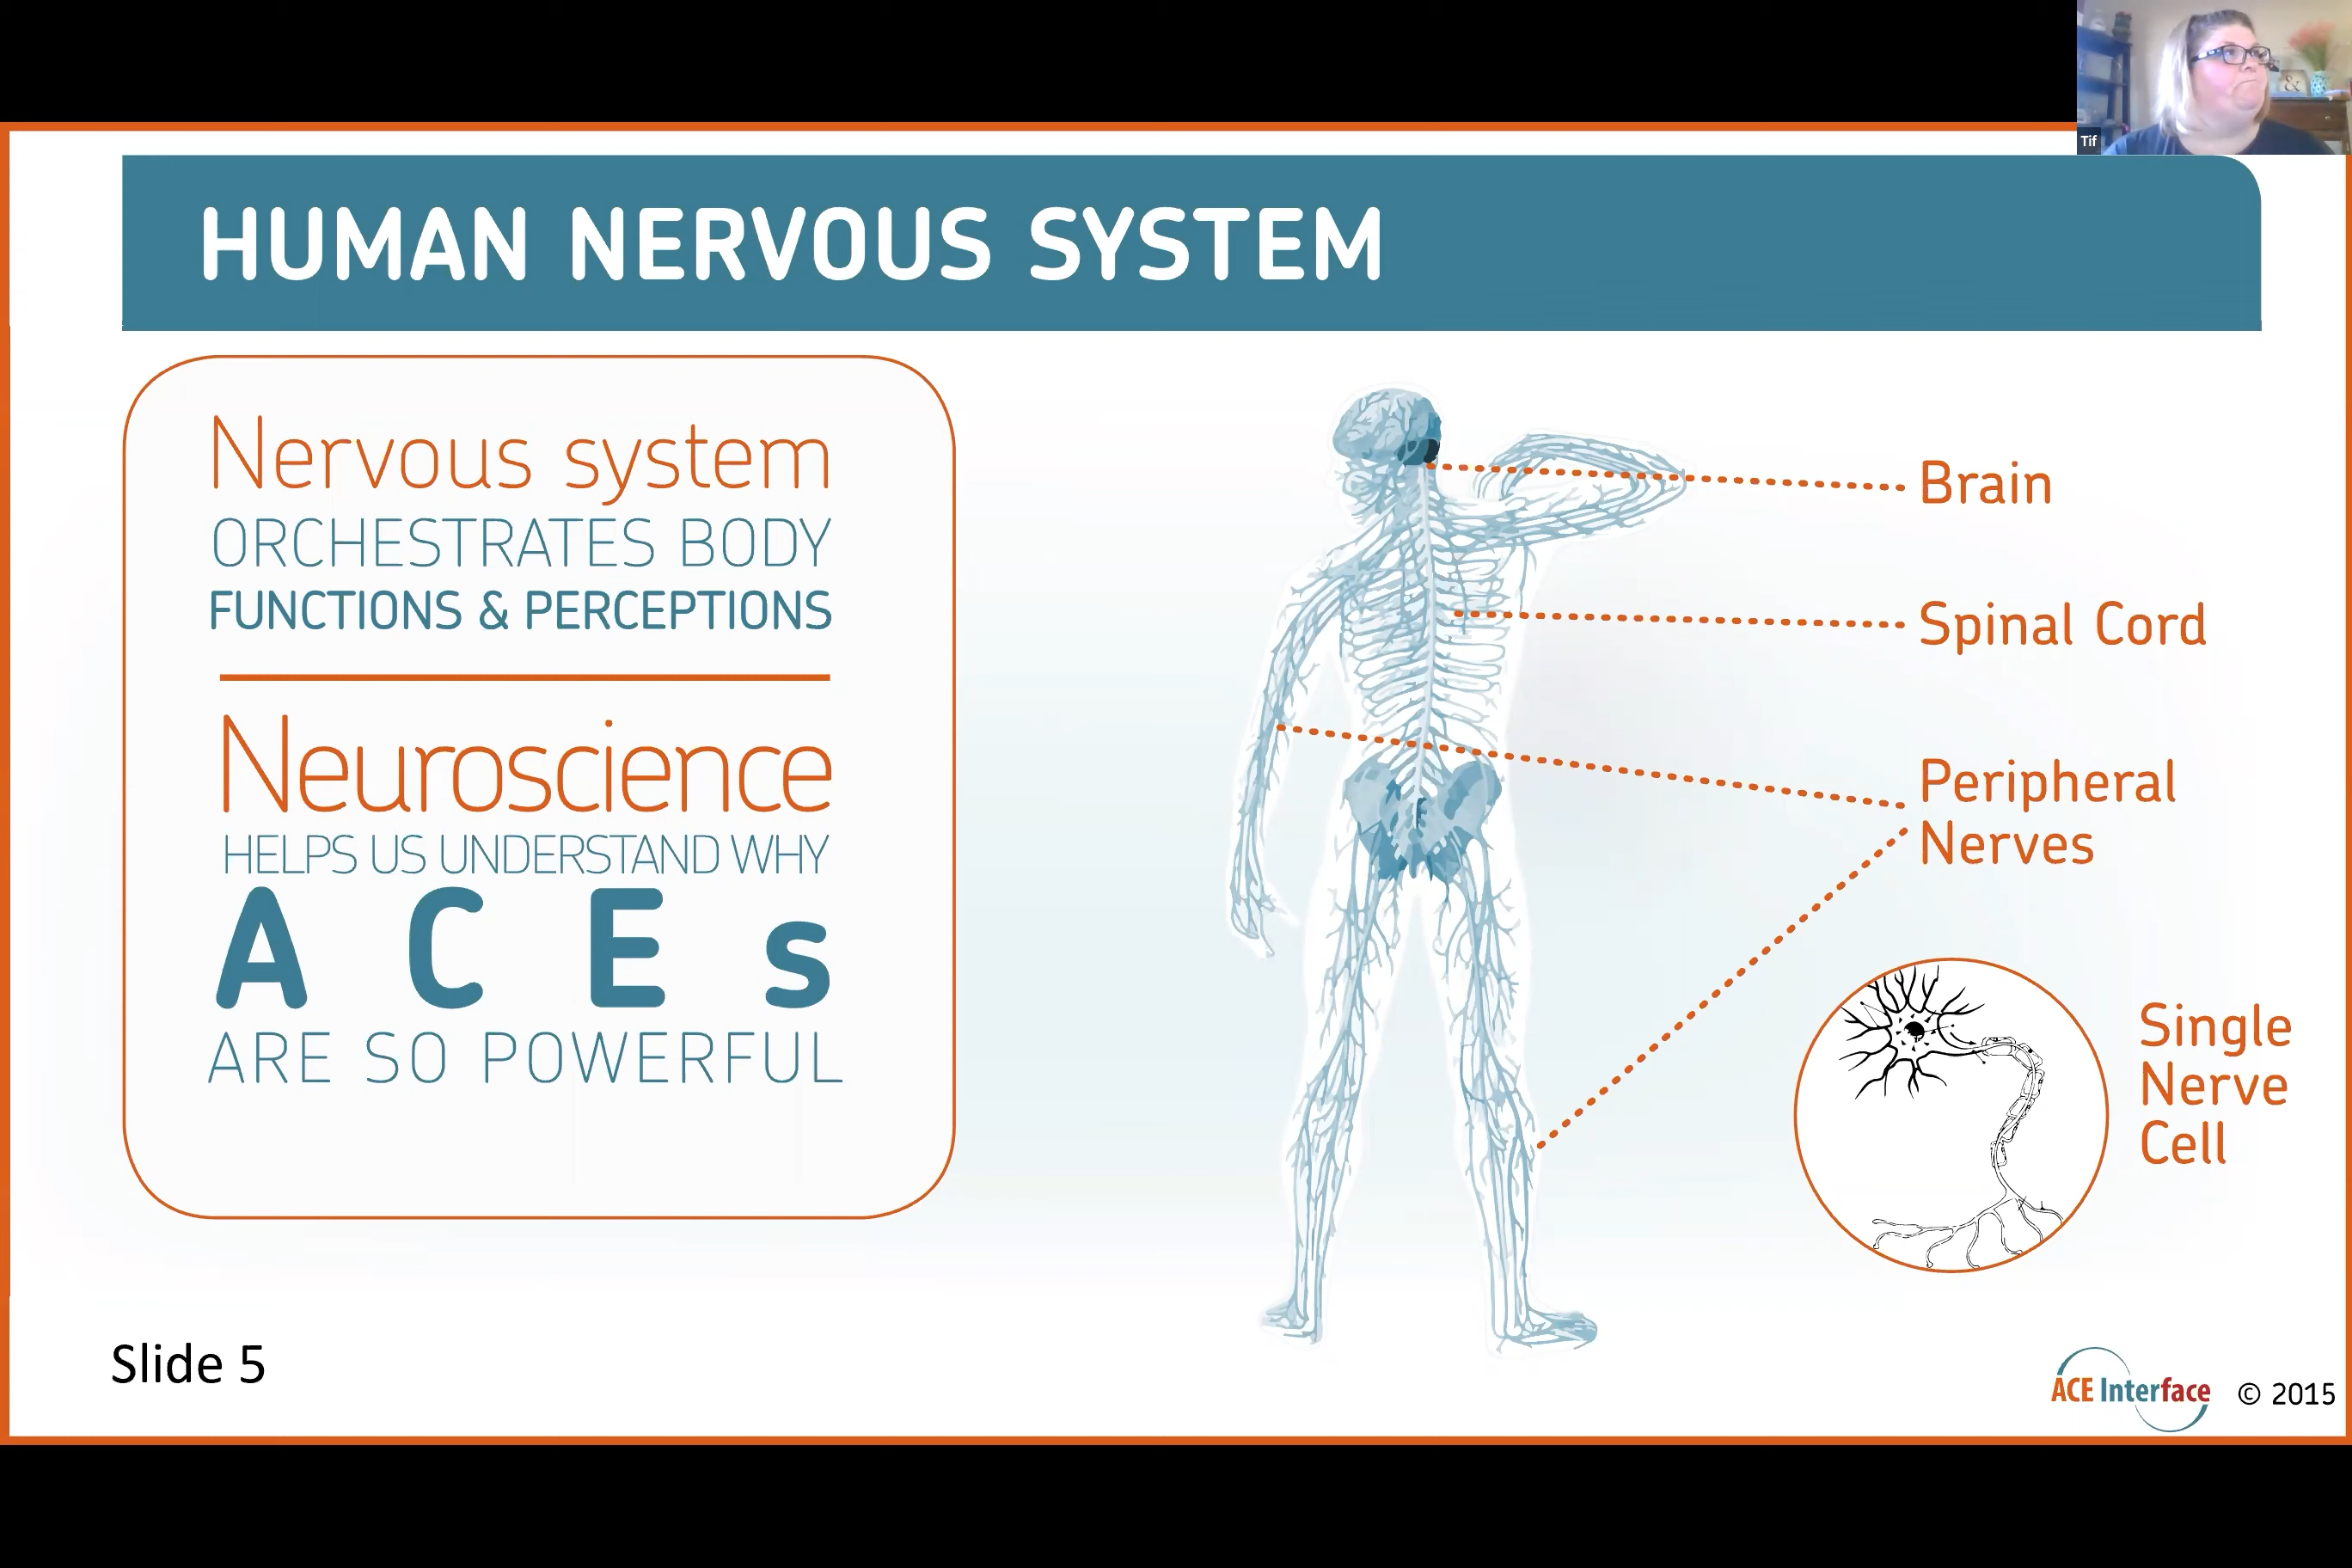 Tif
HUMAN NERVOUS SYSTEM
Nervous system
ORCHESTRATES BODY
FUNCTIONS & PERCEPTIONS
Neuroscience
HELPS US UNDERSTAND WHY
ACEs
ARE SO POWERFUL
Brain
Spinal Cord
Peripheral
Nerves
Single
Nerve
Cell
Slide 5
ACE Interface © 2015